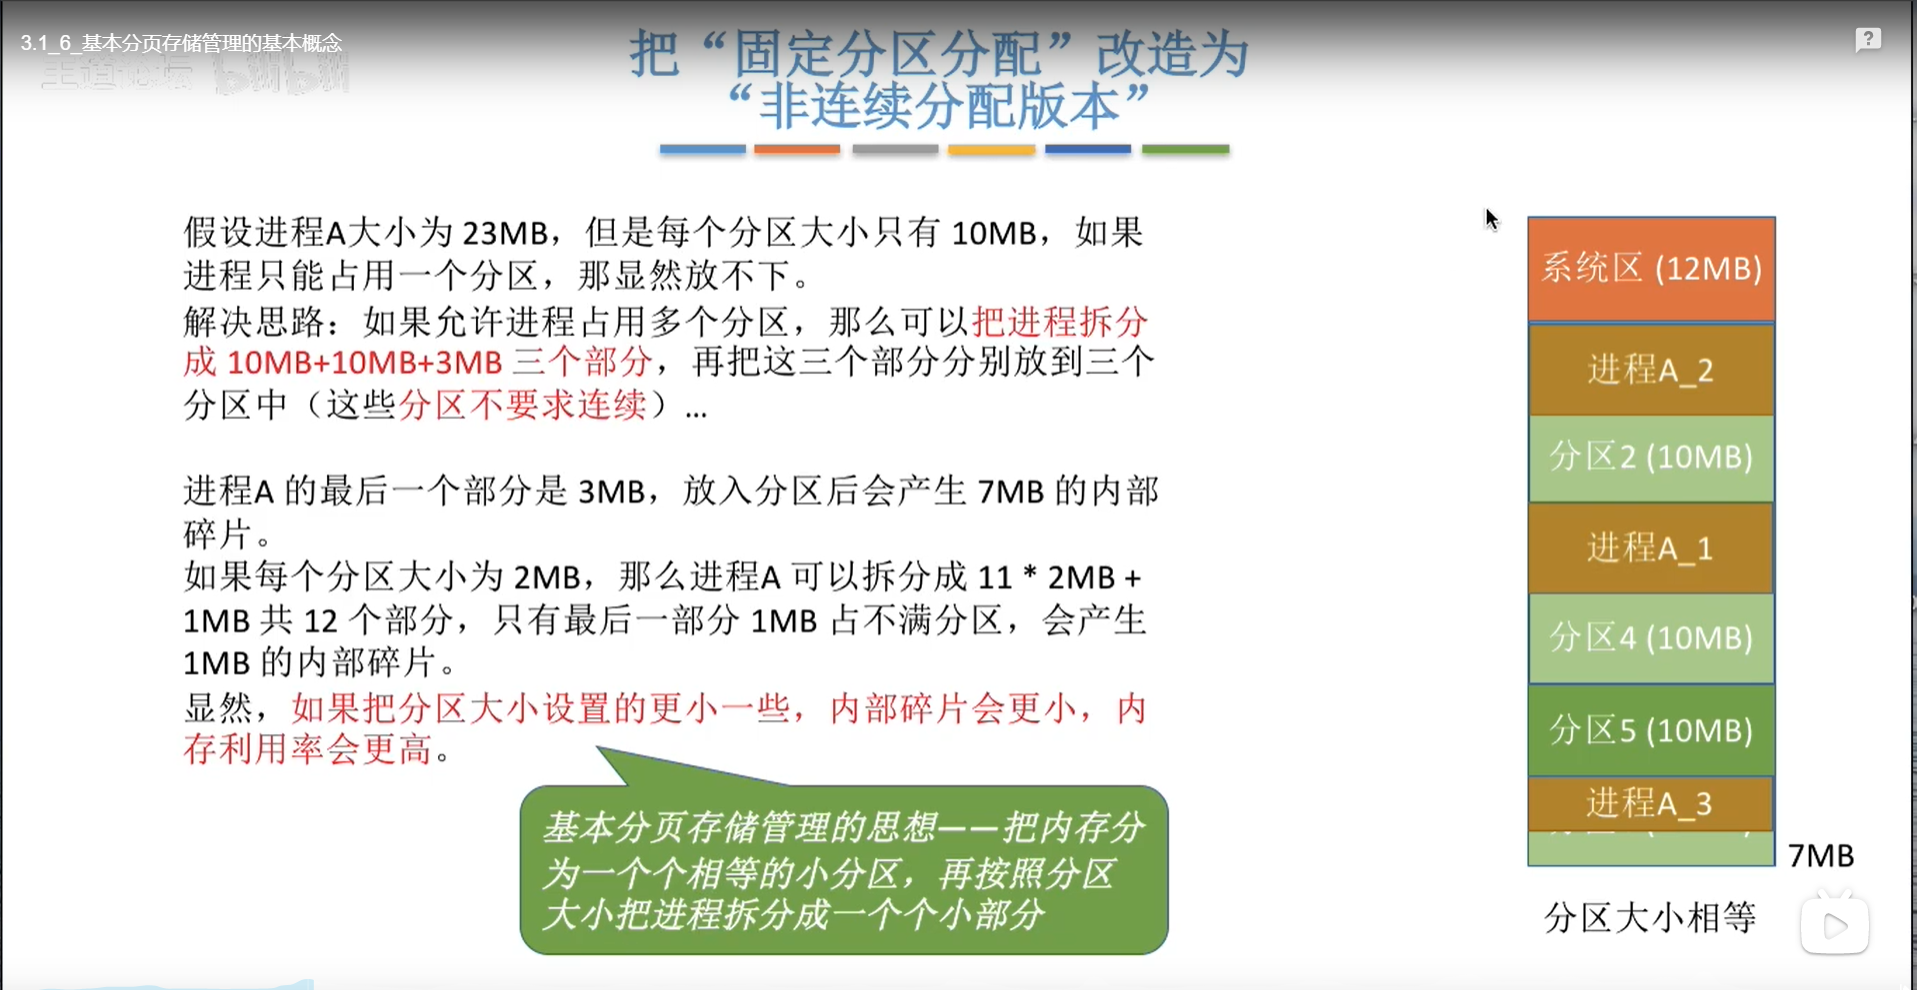 3.1_6_基本分页存储管理的基本概念
王道论坛 bilibili
把“固定分区分配”改造为
“非连续分配版本”
假设进程A大小为 23MB，但是每个分区大小只有 10MB，如果
进程只能占用一个分区，那显然放不下。
解决思路：如果允许进程占用多个分区，那么可以把进程拆分
成 10MB+10MB+3MB 三个部分，再把这三个部分分别放到三个
分区中（这些分区不要求连续）...
进程A 的最后一个部分是 3MB，放入分区后会产生 7MB 的内部
碎片。
如果每个分区大小为 2MB，那么进程A 可以拆分成 11 * 2MB +
1MB 共 12 个部分，只有最后一部分 1MB 占不满分区，会产生
1MB 的内部碎片。
显然，如果把分区大小设置的更小一些，内部碎片会更小，内
存利用率会更高。
基本分页存储管理的思想——把内存分
为一个个相等的小分区，再按照分区
大小把进程拆分成一个个小部分
系统区 (12MB)
进程A_2
分区2 (10MB)
进程A_1
分区4 (10MB)
分区5 (10MB)
进程A_3
7MB
分区大小相等